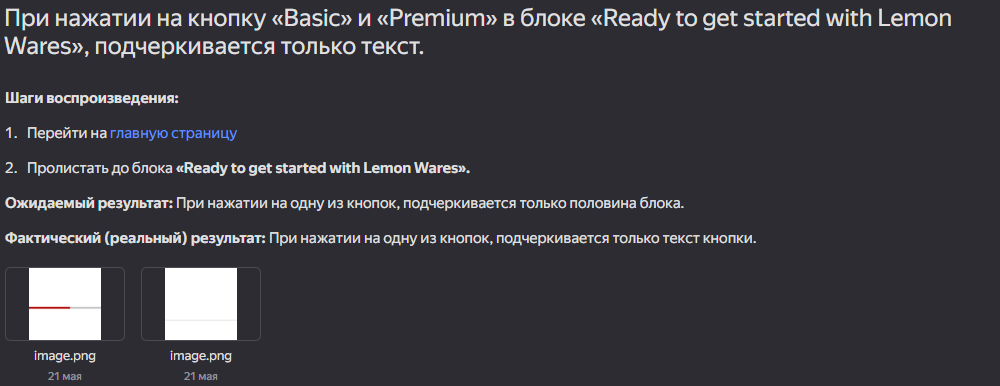 При нажатии на кнопку «Basic» и «Premium» в блоке «Ready to get started with Lemon
Wares», подчеркивается только текст.
Шаги воспроизведения:
1. Перейти на главную страницу
2. Пролистать до блока «Ready to get started with Lemon Wares».
Ожидаемый результат: При нажатии на одну из кнопок, подчеркивается только половина блока.
Фактический (реальный) результат: При нажатии на одну из кнопок, подчеркивается только текст кнопки.
image.png image.png
21 мая 21 мая